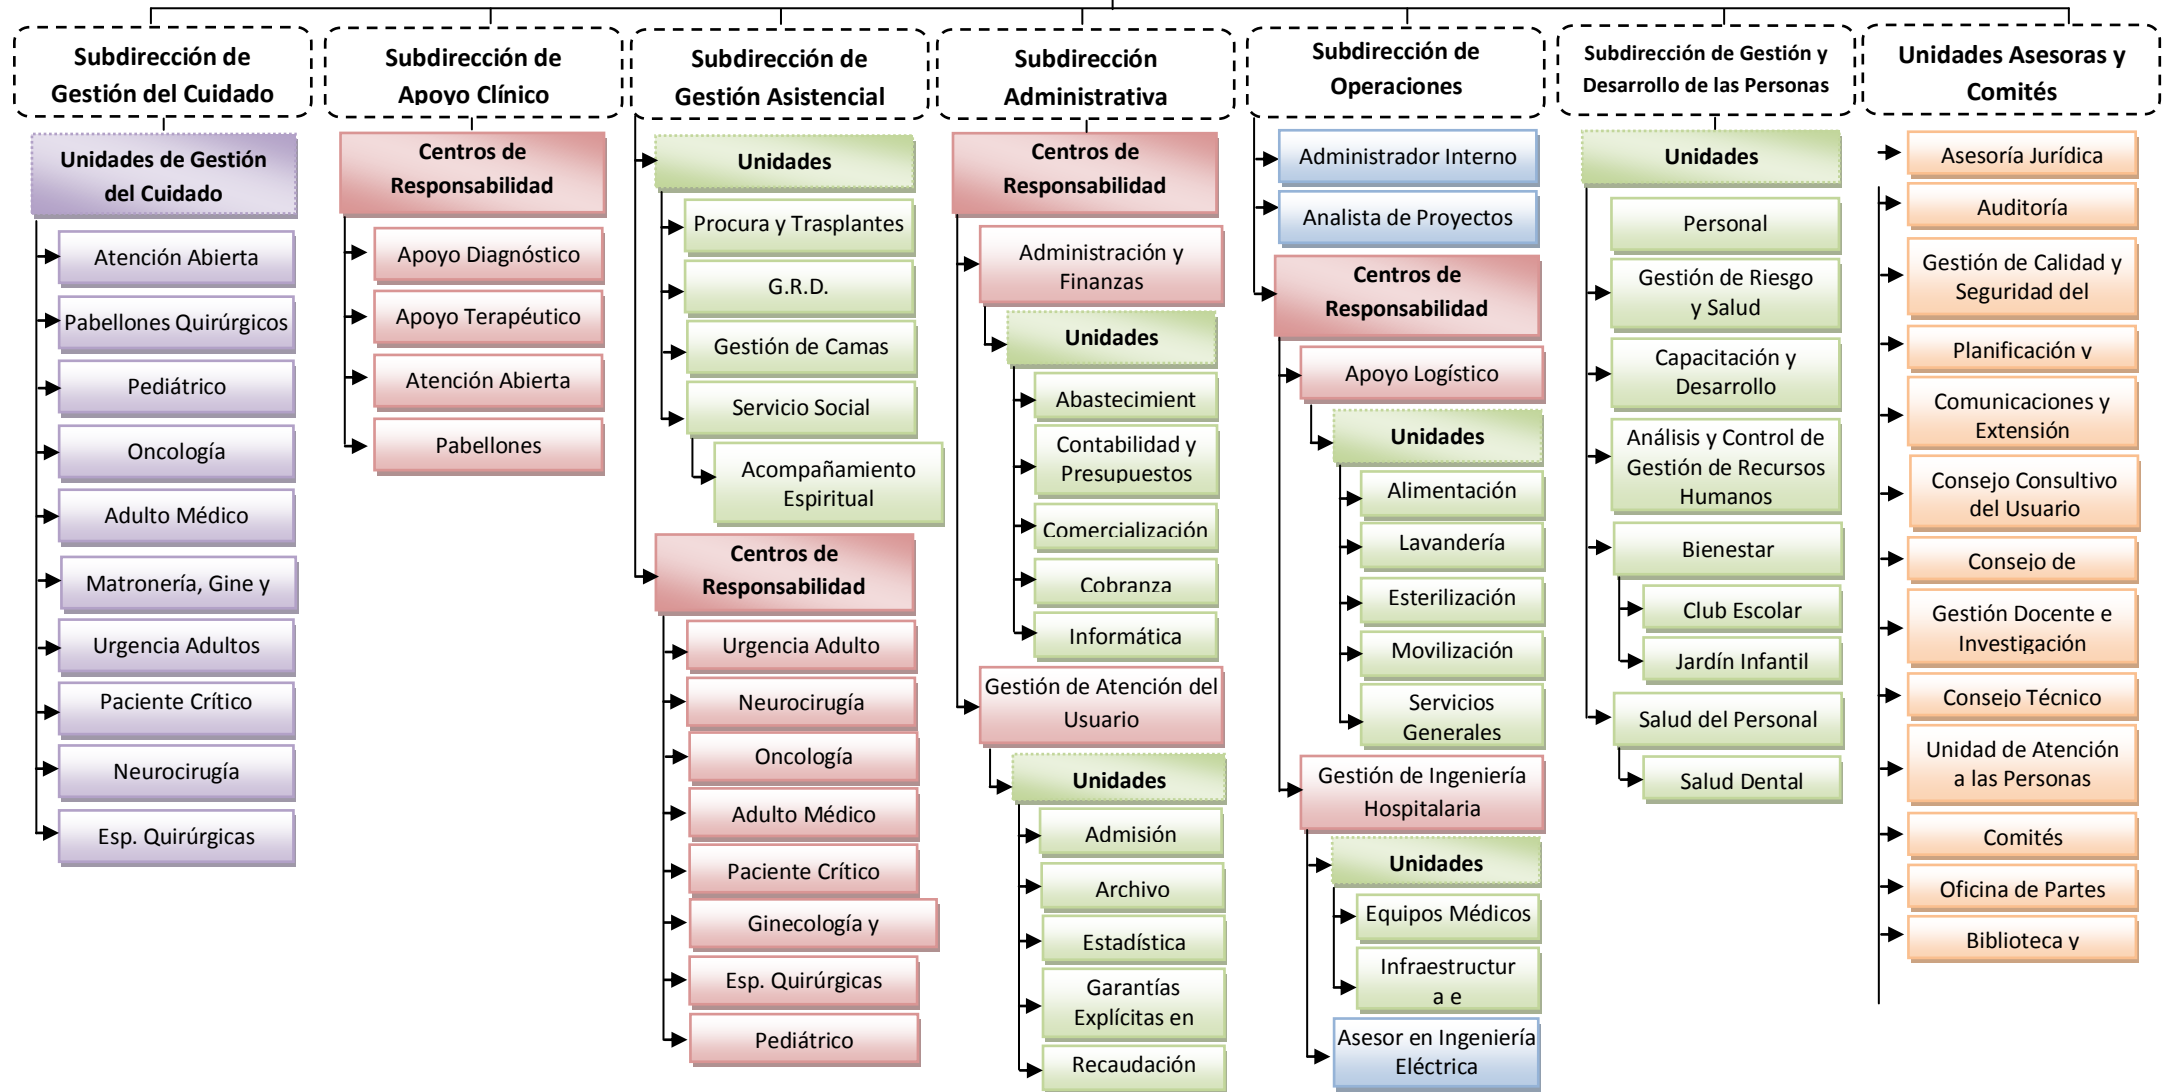 Subdirección de
Gestión del Cuidado
Unidades de Gestión
del Cuidado
Atención Abierta
Pabellones Quirúrgicos
Pediátrico
Oncología
Adulto Médico
Matronería, Gine y
Urgencia Adultos
Paciente Crítico
Neurocirugía
Esp. Quirúrgicas
Subdirección de
Apoyo Clínico
Centros de
Responsabilidad
Apoyo Diagnóstico
Apoyo Terapéutico
Atención Abierta
Pabellones
Subdirección de
Gestión Asistencial
Unidades
Procura y Trasplantes
G.R.D.
Gestión de Camas
Servicio Social
Acompañamiento
Espiritual
Centros de
Responsabilidad
Urgencia Adulto
Neurocirugía
Oncología
Adulto Médico
Paciente Crítico
Ginecología y
Esp. Quirúrgicas
Pediátrico
Subdirección
Administrativa
Centros de
Responsabilidad
Administración y
Finanzas
Unidades
Abastecimient
Contabilidad y
Presupuestos
Comercialización
Cobranza
Informática
Gestión de Atención del
Usuario
Unidades
Admisión
Archivo
Estadística
Garantías
Explícitas en
Recaudación
Subdirección de
Operaciones
Administrador Interno
Analista de Proyectos
Centros de
Responsabilidad
Apoyo Logístico
Unidades
Alimentación
Lavandería
Esterilización
Movilización
Servicios
Generales
Gestión de Ingeniería
Hospitalaria
Unidades
Equipos Médicos
Infraestructur
a e
Asesor en Ingeniería
Eléctrica
Subdirección de Gestión y
Desarrollo de las Personas
Unidades
Personal
Gestión de Riesgo
y Salud
Capacitación y
Desarrollo
Análisis y Control de
Gestión de Recursos
Humanos
Bienestar
Club Escolar
Jardín Infantil
Salud del Personal
Salud Dental
Unidades Asesoras y
Comités
Asesoría Jurídica
Auditoría
Gestión de Calidad y
Seguridad del
Planificación y
Comunicaciones y
Extensión
Consejo Consultivo
del Usuario
Consejo de
Gestión Docente e
Investigación
Consejo Técnico
Unidad de Atención
a las Personas
Comités
Oficina de Partes
Biblioteca y